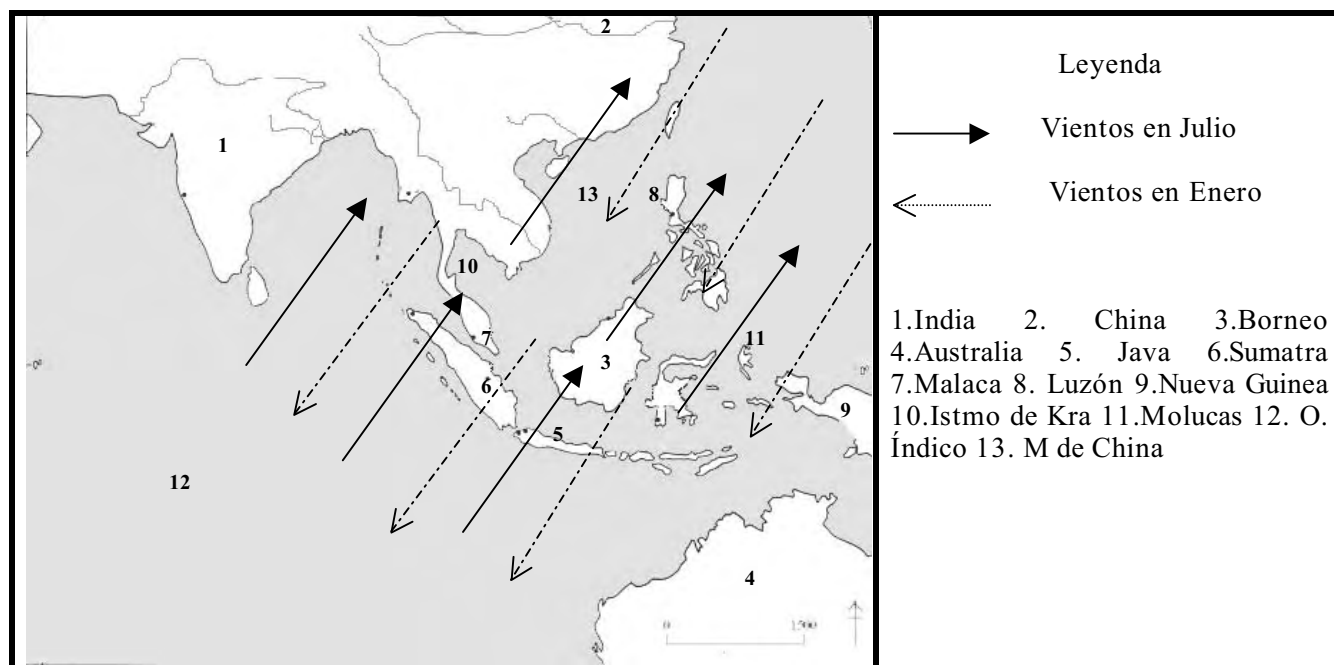 2
1
13
8
10
7
11
3
6
9
5
12
4
0 1500
Leyenda
Vientos en Julio
Vientos en Enero
1.India 2. China 3.Borneo
4.Australia 5. Java 6.Sumatra
7.Malaca 8. Luzón 9.Nueva Guinea
10.Istmo de Kra 11.Molucas 12. O.
Índico 13. M de China